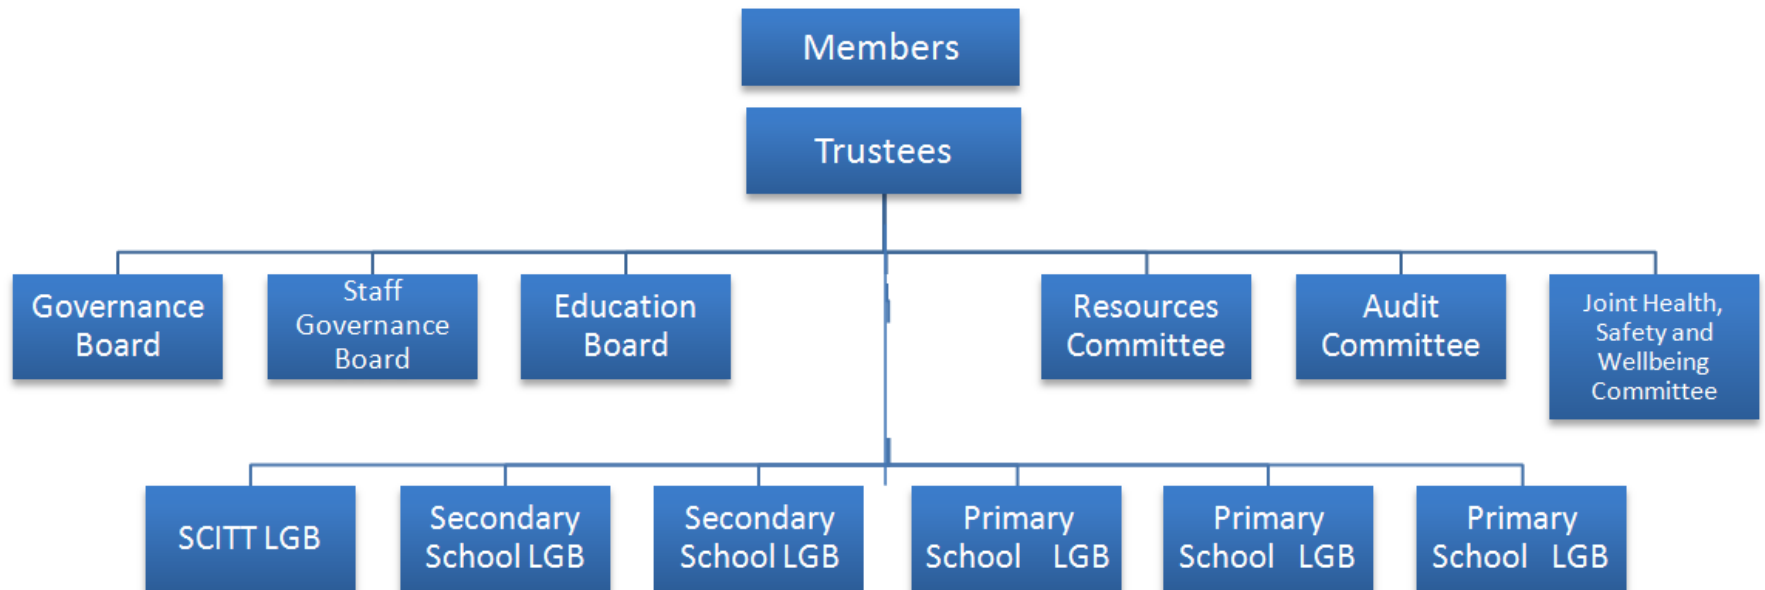 Members
Trustees
Governance
Board
Staff
Governance
Board
Education
Board
Resources
Committee
Audit
Committee
Joint Health,
Safety and
Wellbeing
Committee
SCITT LGB
Secondary
School LGB
Secondary
School LGB
Primary
School LGB
Primary
School LGB
Primary
School LGB